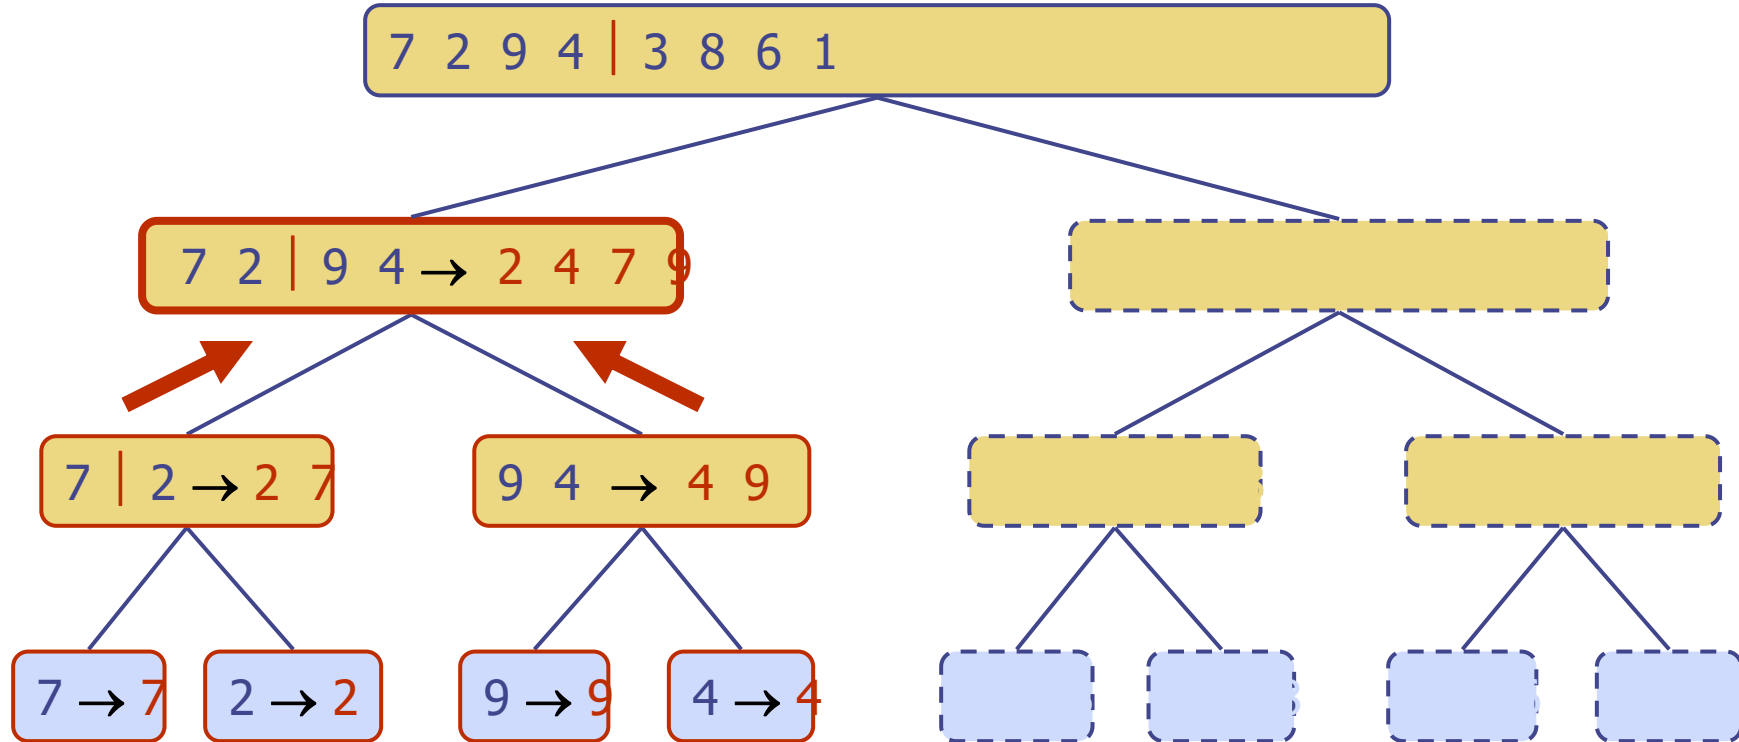 7 2 9 4 | 3 8 6 1
7 2 | 9 4 → 2 4 7 9
7 | 2 → 2 7
9 4 → 4 9
7 → 7
2 → 2
9 → 9
4 → 4